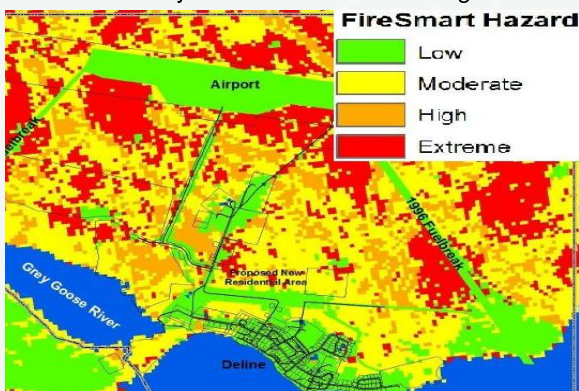 FireSmart Hazard
Low
Moderate
High
Extreme
Airport
1996 Fuelbreak
Proposed New
Residential Area
Grey Goose River
Deline